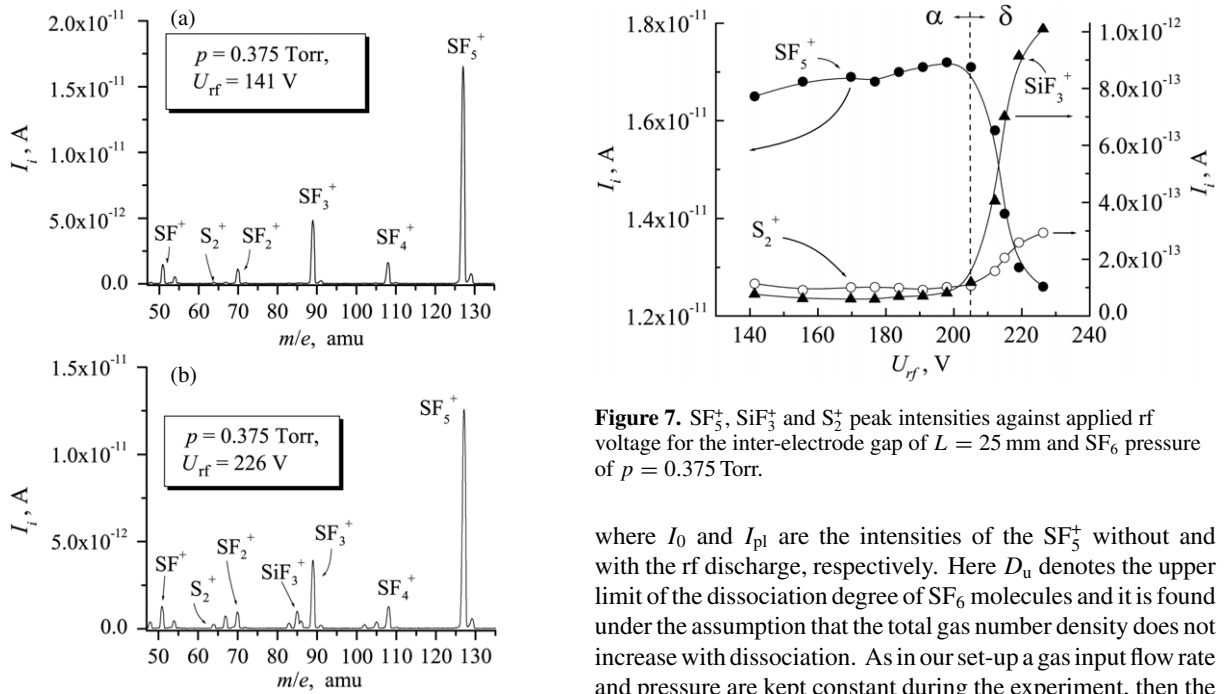 (a)
2.0x10⁻¹¹
1.5x10⁻¹¹
1.0x10⁻¹¹
5.0x10⁻¹²
0.0
Iᵢ, A
p = 0.375 Torr,
U_rf = 141 V
SF⁺
S₂⁺
SF₂⁺
SF₃⁺
SF₄⁺
SF₅⁺
50 60 70 80 90 100 110 120 130
m/e, amu
(b)
1.5x10⁻¹¹
1.0x10⁻¹¹
5.0x10⁻¹²
0.0
Iᵢ, A
p = 0.375 Torr,
U_rf = 226 V
SF⁺
S₂⁺
SF₂⁺
SiF₃⁺
SF₃⁺
SF₄⁺
SF₅⁺
50 60 70 80 90 100 110 120 130
m/e, amu
α δ
1.8x10⁻¹¹
1.6x10⁻¹¹
1.4x10⁻¹¹
1.2x10⁻¹¹
Iᵢ, A
SF₅⁺
SiF₃⁺
S₂⁺
1.0x10⁻¹²
8.0x10⁻¹³
6.0x10⁻¹³
4.0x10⁻¹³
2.0x10⁻¹³
0.0
Iᵢ, A
140 160 180 200 220 240
U_rf, V
Figure 7. SF₅⁺, SiF₃⁺ and S₂⁺ peak intensities against applied rf
voltage for the inter-electrode gap of L = 25 mm and SF₆ pressure
of p = 0.375 Torr.
where I₀ and I_pl are the intensities of the SF₅⁺ without and
with the rf discharge, respectively. Here D_u denotes the upper
limit of the dissociation degree of SF₆ molecules and it is found
under the assumption that the total gas number density does not
increase with dissociation. As in our set-up a gas input flow rate
and pressure are kept constant during the experiment, then the